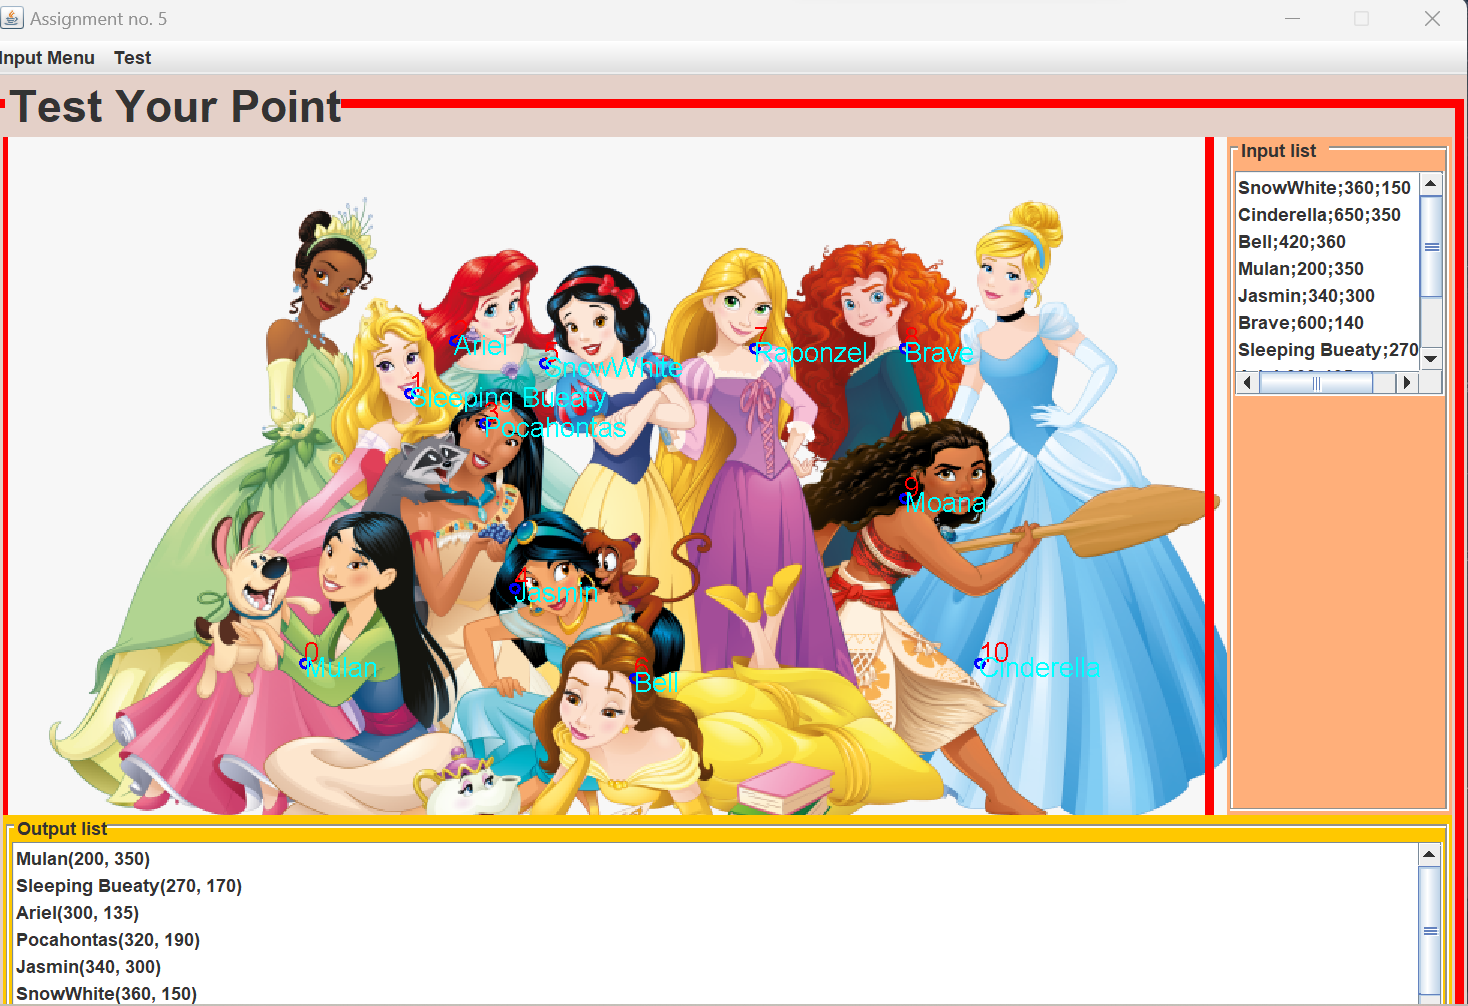 Assignment no. 5
Input Menu Test
Test Your Point
Input list
SnowWhite;360;150
Cinderella;650;350
Bell;420;360
Mulan;200;350
Jasmin;340;300
Brave;600;140
Sleeping Bueaty;270
Ariel
SnowWhite
7
Raponzel
Brave
1
Sleeping Bueaty
3
Pocahontas
9
Moana
4
Jasmin
0
Mulan
6
Bell
10
Cinderella
Output list
Mulan(200, 350)
Sleeping Bueaty(270, 170)
Ariel(300, 135)
Pocahontas(320, 190)
Jasmin(340, 300)
SnowWhite(360, 150)